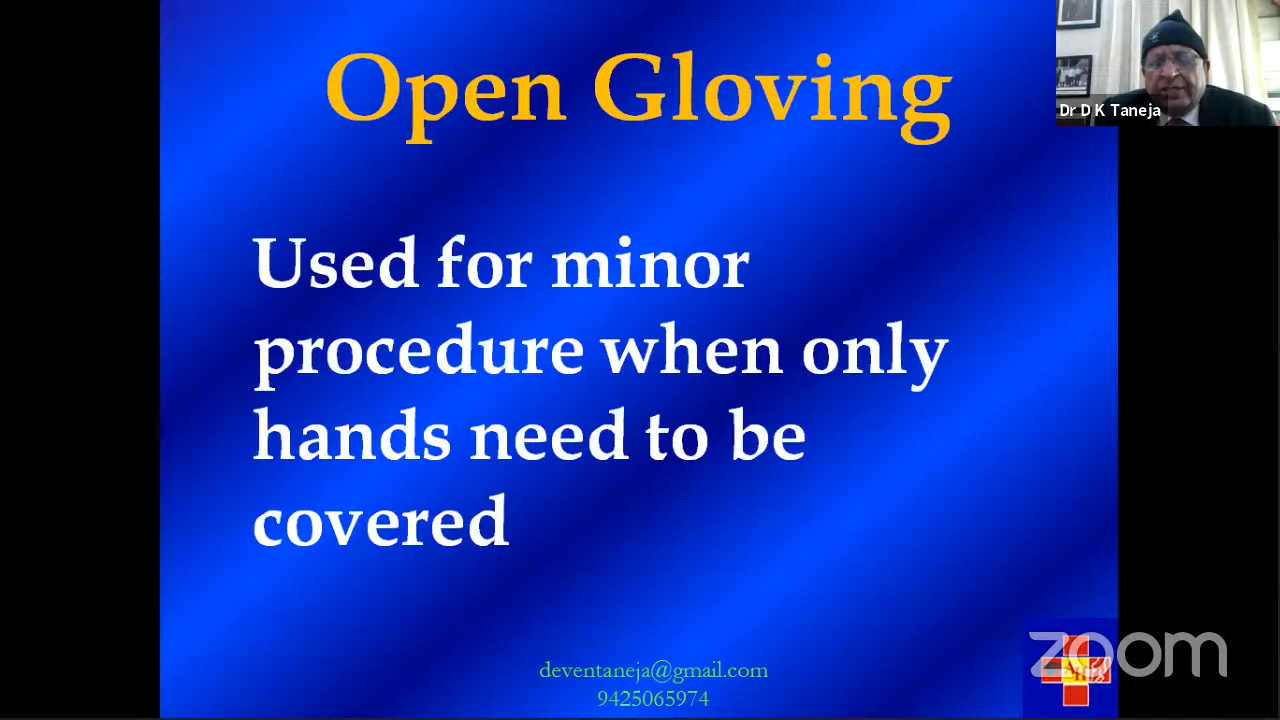 Open Gloving
Dr D K Taneja
Used for minor
procedure when only
hands need to be
covered
deventaneja@gmail.com
9425065974
zoom